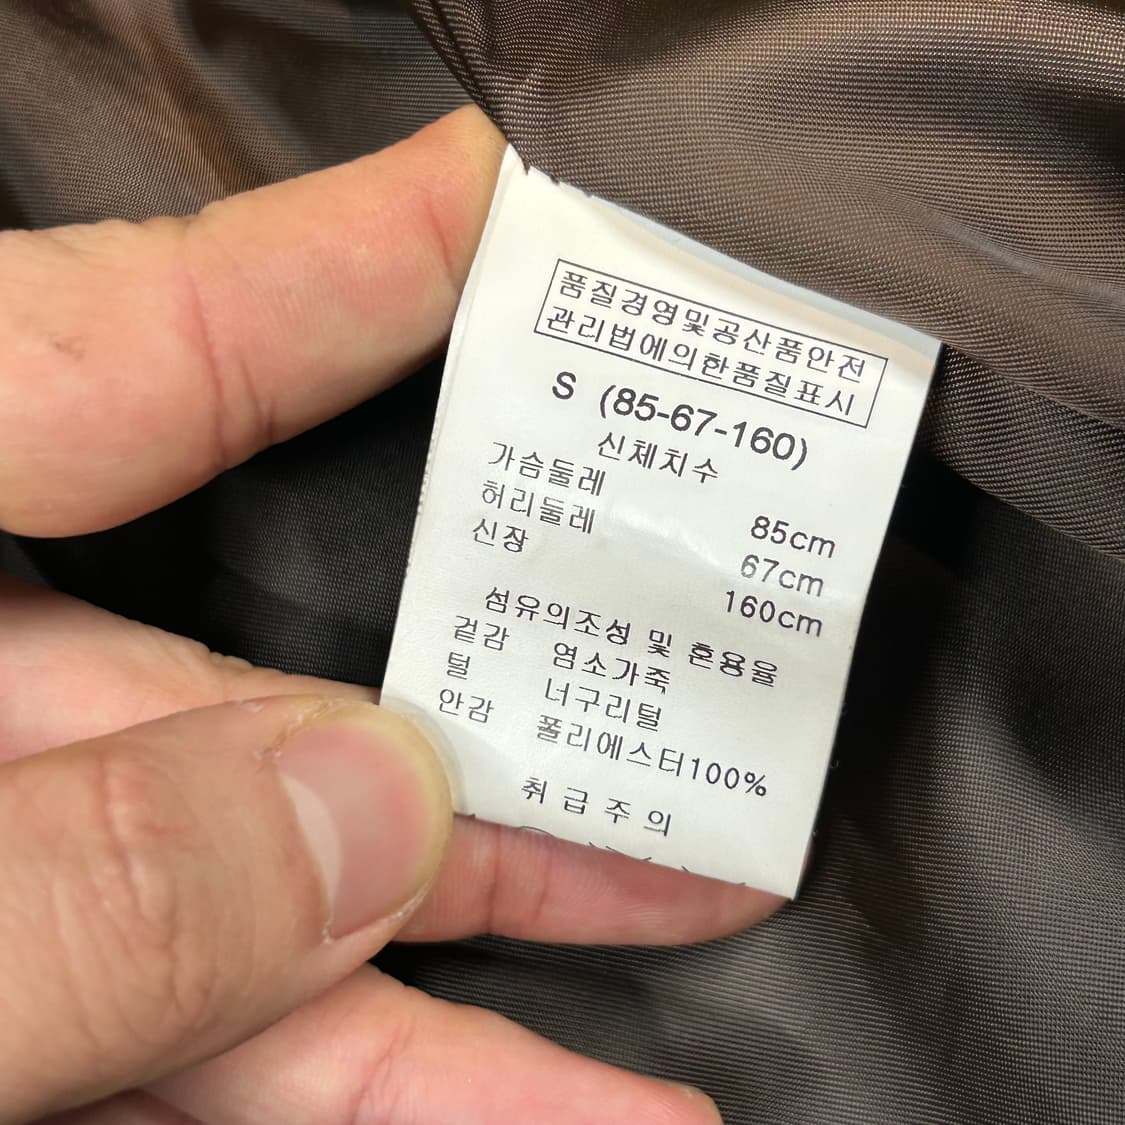 품질경영및공산품안전
관리법에의한품질표시
S (85-67-160)
신체치수
가슴둘레 85cm
허리둘레 67cm
신장 160cm
섬유의조성 및 혼용율
겉감 염소가죽
털 너구리털
안감 폴리에스터100%
취급주의